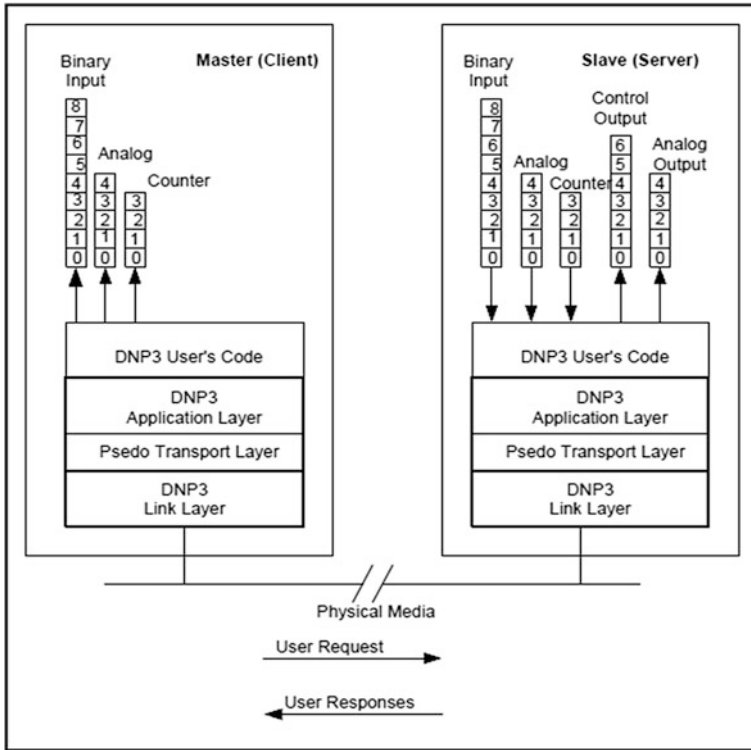 Master (Client)
Binary
Input
8
7
6
5
4
3
2
1
0
Analog
4
3
2
1
0
Counter
3
2
1
0
DNP3 User's Code
DNP3
Application Layer
Psedo Transport Layer
DNP3
Link Layer
Slave (Server)
Binary
Input
8
7
6
5
4
3
2
1
0
Analog
4
3
2
1
0
Counter
3
2
1
0
Control
Output
6
5
4
3
2
1
0
Analog
Output
4
3
2
1
0
DNP3 User's Code
DNP3
Application Layer
Psedo Transport Layer
DNP3
Link Layer
Physical Media
User Request
User Responses